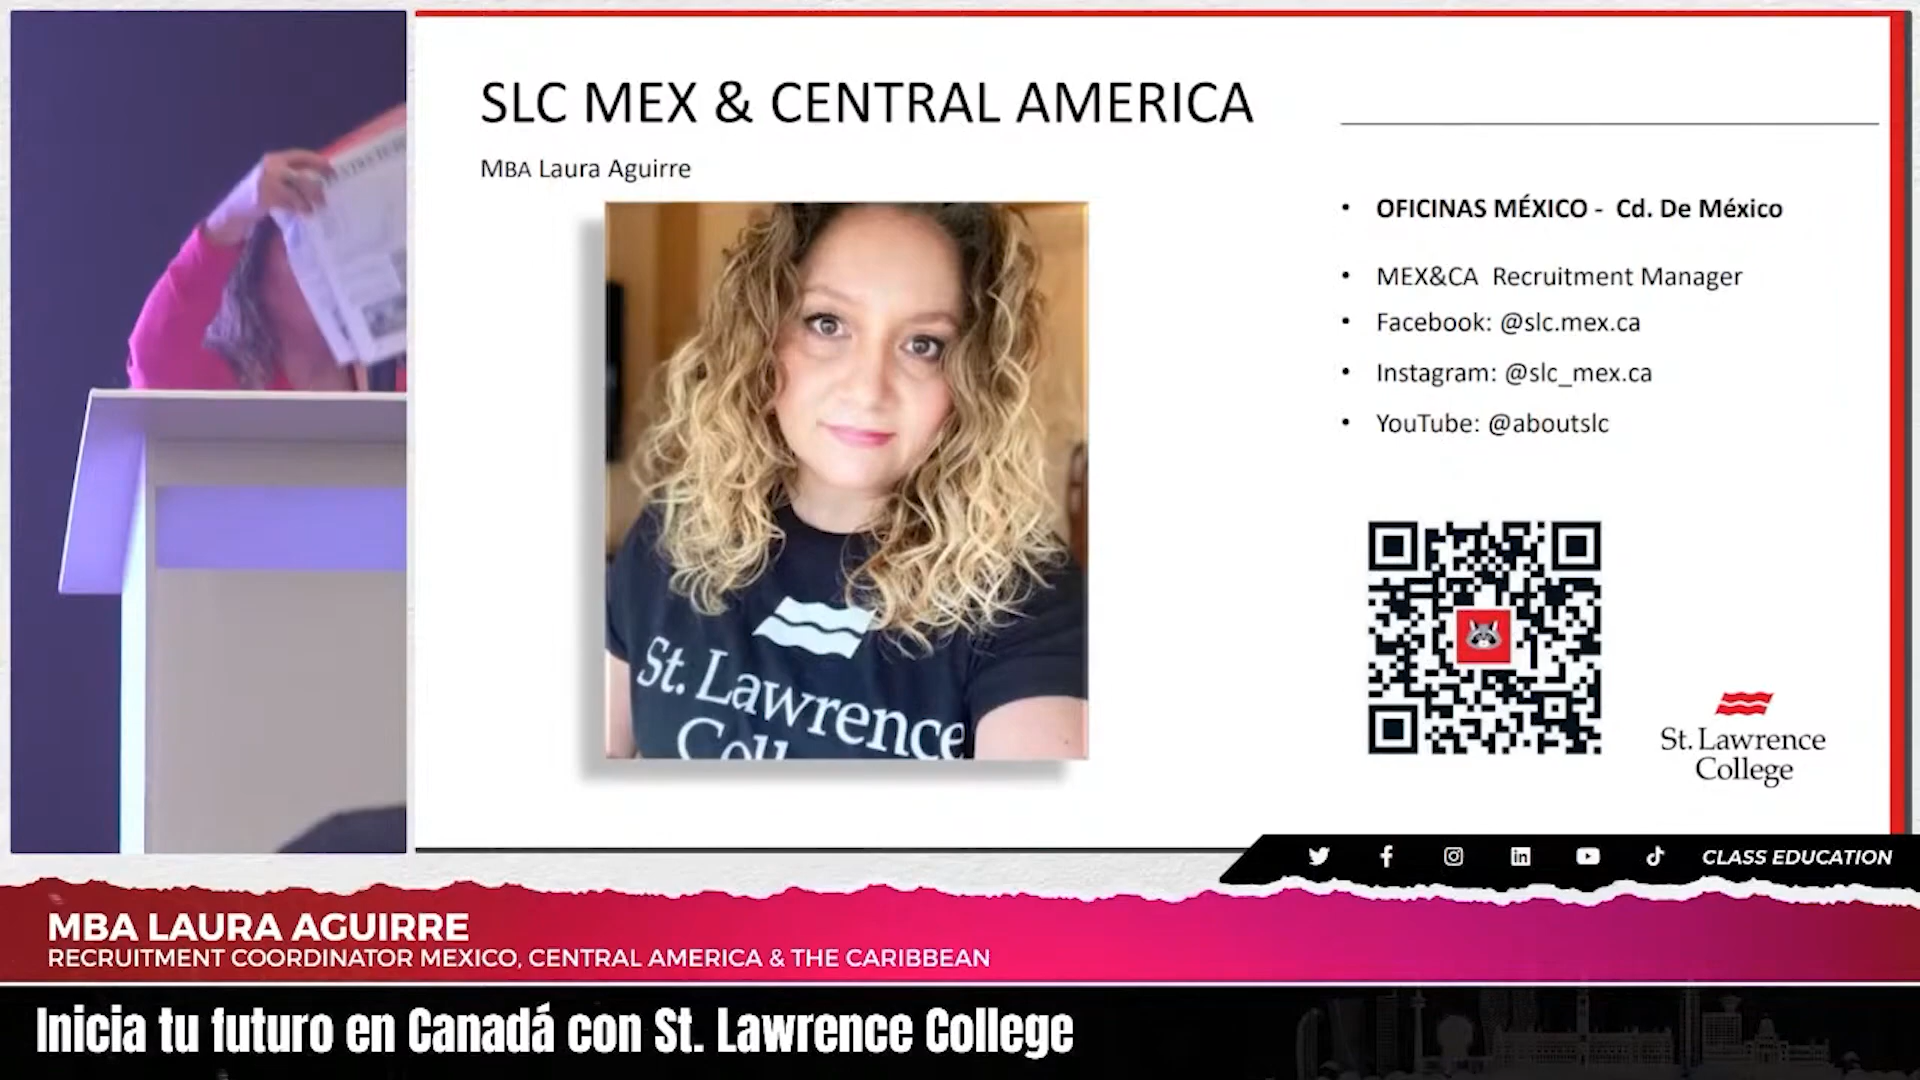 SLC MEX & CENTRAL AMERICA
MBA Laura Aguirre
• OFICINAS MÉXICO - Cd. De México
• MEX&CA Recruitment Manager
• Facebook: @slc.mex.ca
• Instagram: @slc_mex.ca
• YouTube: @aboutslc
St. Lawrence
St. Lawrence
College
CLASS EDUCATION
MBA LAURA AGUIRRE
RECRUITMENT COORDINATOR MEXICO, CENTRAL AMERICA & THE CARIBBEAN
Inicia tu futuro en Canadá con St. Lawrence College